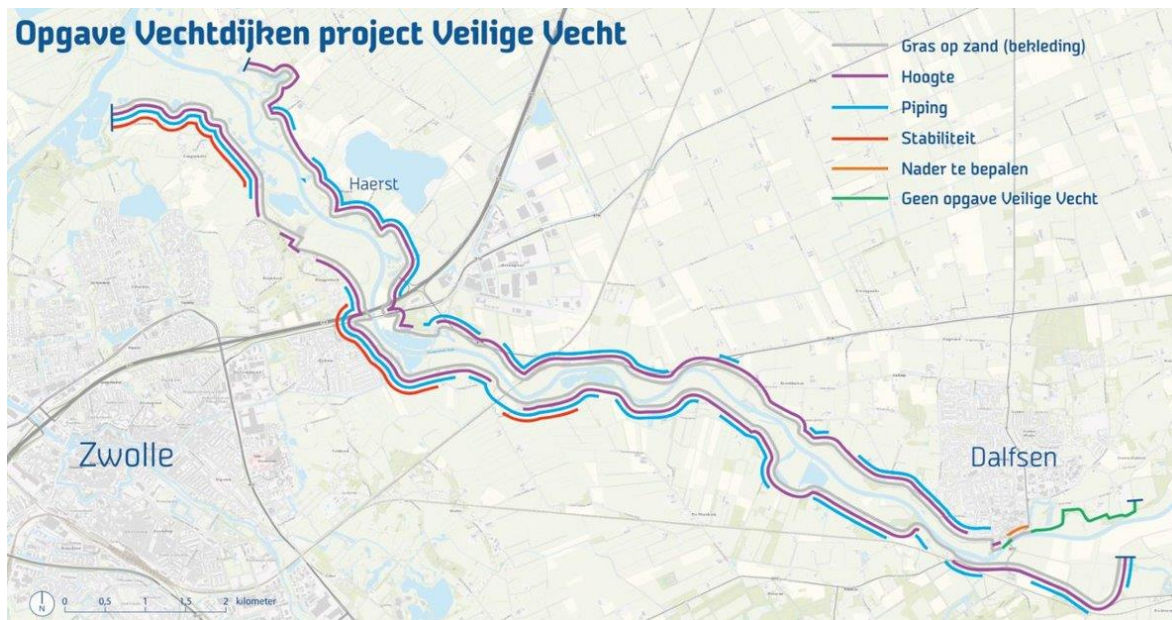 Opgave Vechtdijken project Veilige Vecht
Gras op zand (bekleding)
Hoogte
Piping
Stabiliteit
Nader te bepalen
Geen opgave Veilige Vecht
Haerst
Zwolle
Dalfsen
N
0 0,5 1 1,5 2 kilometer